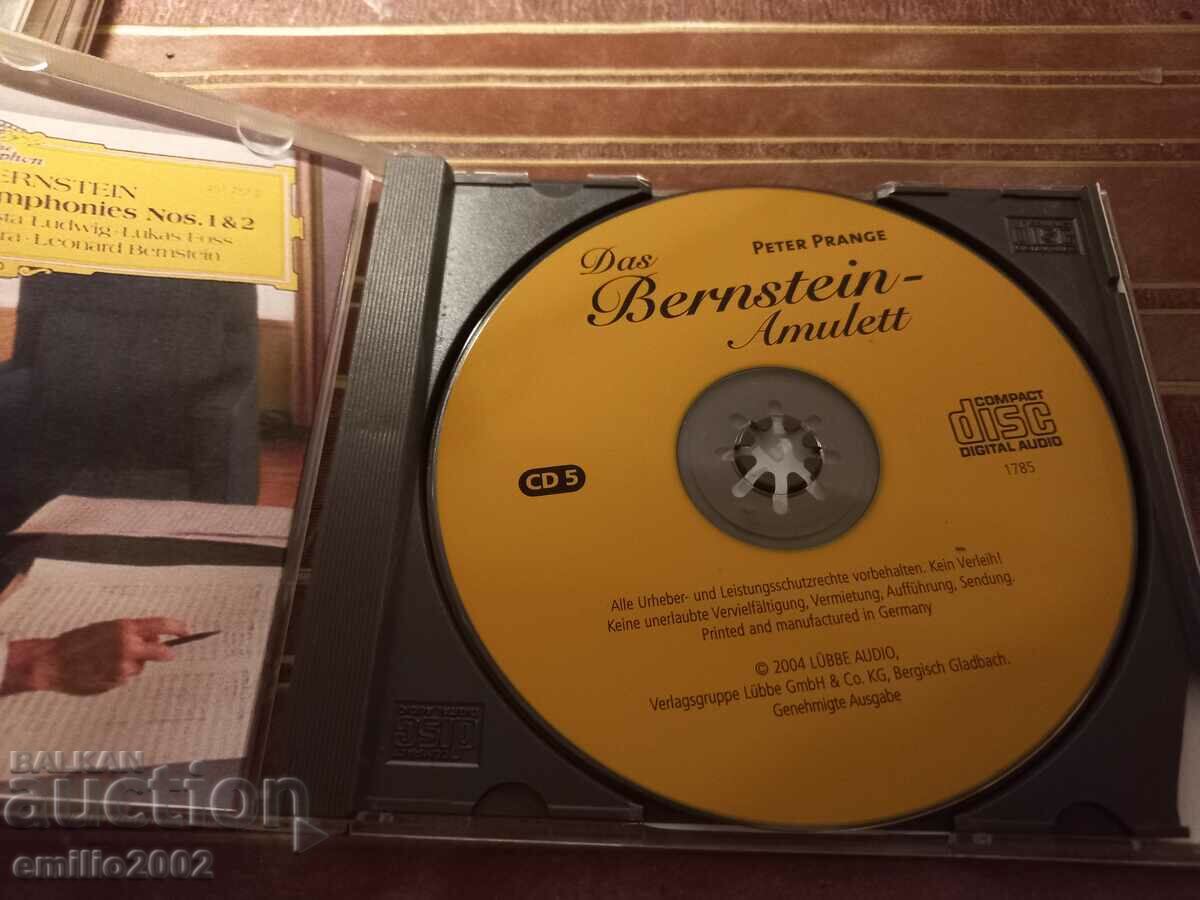 ERNSTEIN
mphonies Nos. 1 & 2
sta Ludwig · Lukas Foss
ra · Leonard Bernstein
PETER PRANGE
Das
Bernstein-
Amulett
COMPACT
disc
DIGITAL AUDIO
1785
CD 5
Alle Urheber- und Leistungsschutzrechte vorbehalten. Kein Verleih!
Keine unerlaubte Vervielfältigung, Vermietung, Aufführung, Sendung.
Printed and manufactured in Germany
© 2004 LÜBBE AUDIO,
Verlagsgruppe Lübbe GmbH & Co. KG, Bergisch Gladbach.
Genehmigte Ausgabe
BALKAN
auction
emilio2002